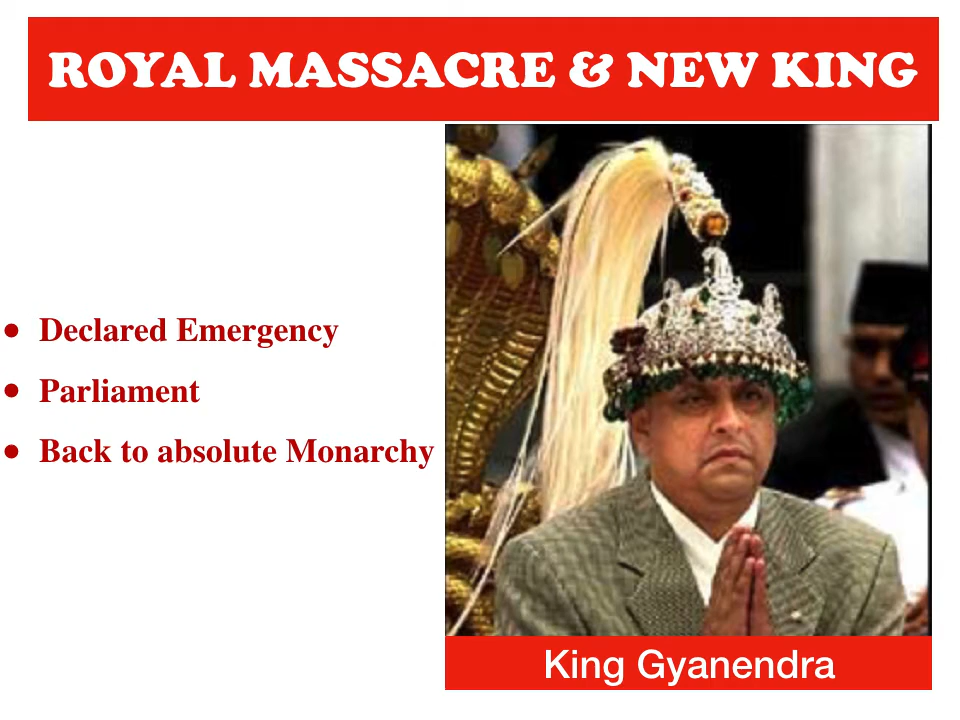 ROYAL MASSACRE & NEW KING
• Declared Emergency
• Parliament
• Back to absolute Monarchy
King Gyanendra